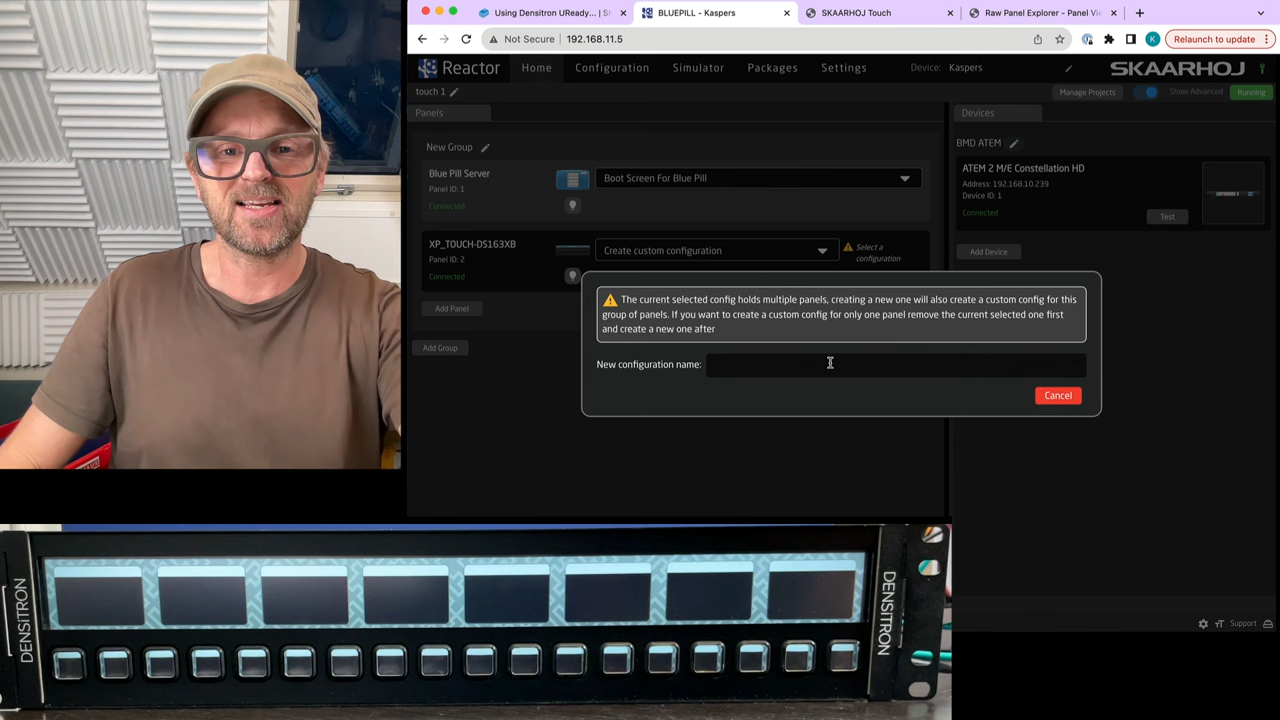 Using Densitron UReady... | S
BLUEPILL - Kaspers
SKAARHOJ Touch
Raw Panel Explorer - Panel Vi
Not Secure
192.168.11.5
K
Relaunch to update
Reactor
Home
Configuration
Simulator
Packages
Settings
Device:
Kaspers
SKAARHOJ
touch 1
Manage Projects
Show Advanced
Running
Panels
Devices
New Group
BMD ATEM
Blue Pill Server
Panel ID: 1
Connected
Boot Screen For Blue Pill
ATEM 2 M/E Constellation HD
Address: 192.168.10.239
Device ID: 1
Connected
Test
XP_TOUCH-DS163XB
Panel ID: 2
Connected
Create custom configuration
Select a
configuration
Add Device
Add Panel
Add Group
The current selected config holds multiple panels, creating a new one will also create a custom config for this
group of panels. If you want to create a custom config for only one panel remove the current selected one first
and create a new one after
New configuration name:
Cancel
Support
DENSITRON
DENSITRON